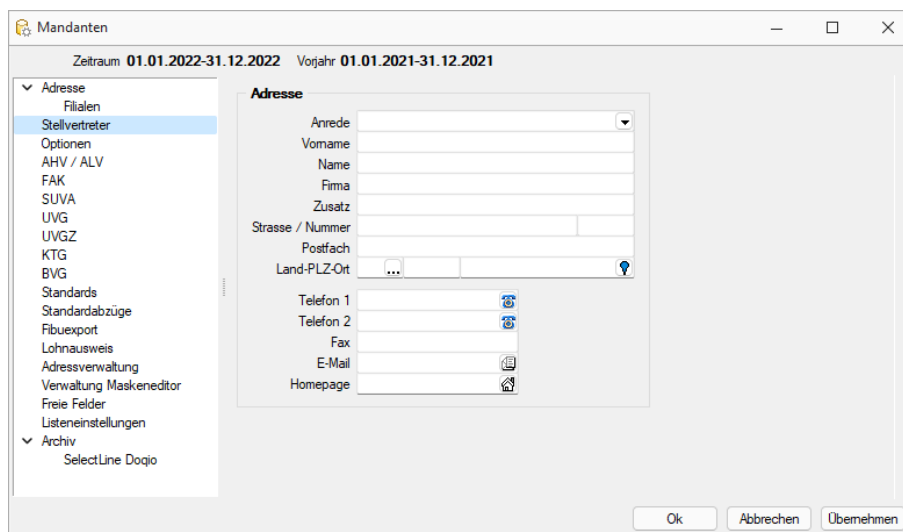 Mandanten
Zeitraum 01.01.2022-31.12.2022 Vorjahr 01.01.2021-31.12.2021
Adresse
Filialen
Stellvertreter
Optionen
AHV / ALV
FAK
SUVA
UVG
UVGZ
KTG
BVG
Standards
Standardabzüge
Fibuexport
Lohnausweis
Adressverwaltung
Verwaltung Maskeneditor
Freie Felder
Listeneinstellungen
Archiv
SelectLine Doqio
Adresse
Anrede
Vorname
Name
Firma
Zusatz
Strasse / Nummer
Postfach
Land-PLZ-Ort ...
Telefon 1
Telefon 2
Fax
E-Mail
Homepage
Ok Abbrechen Übernehmen